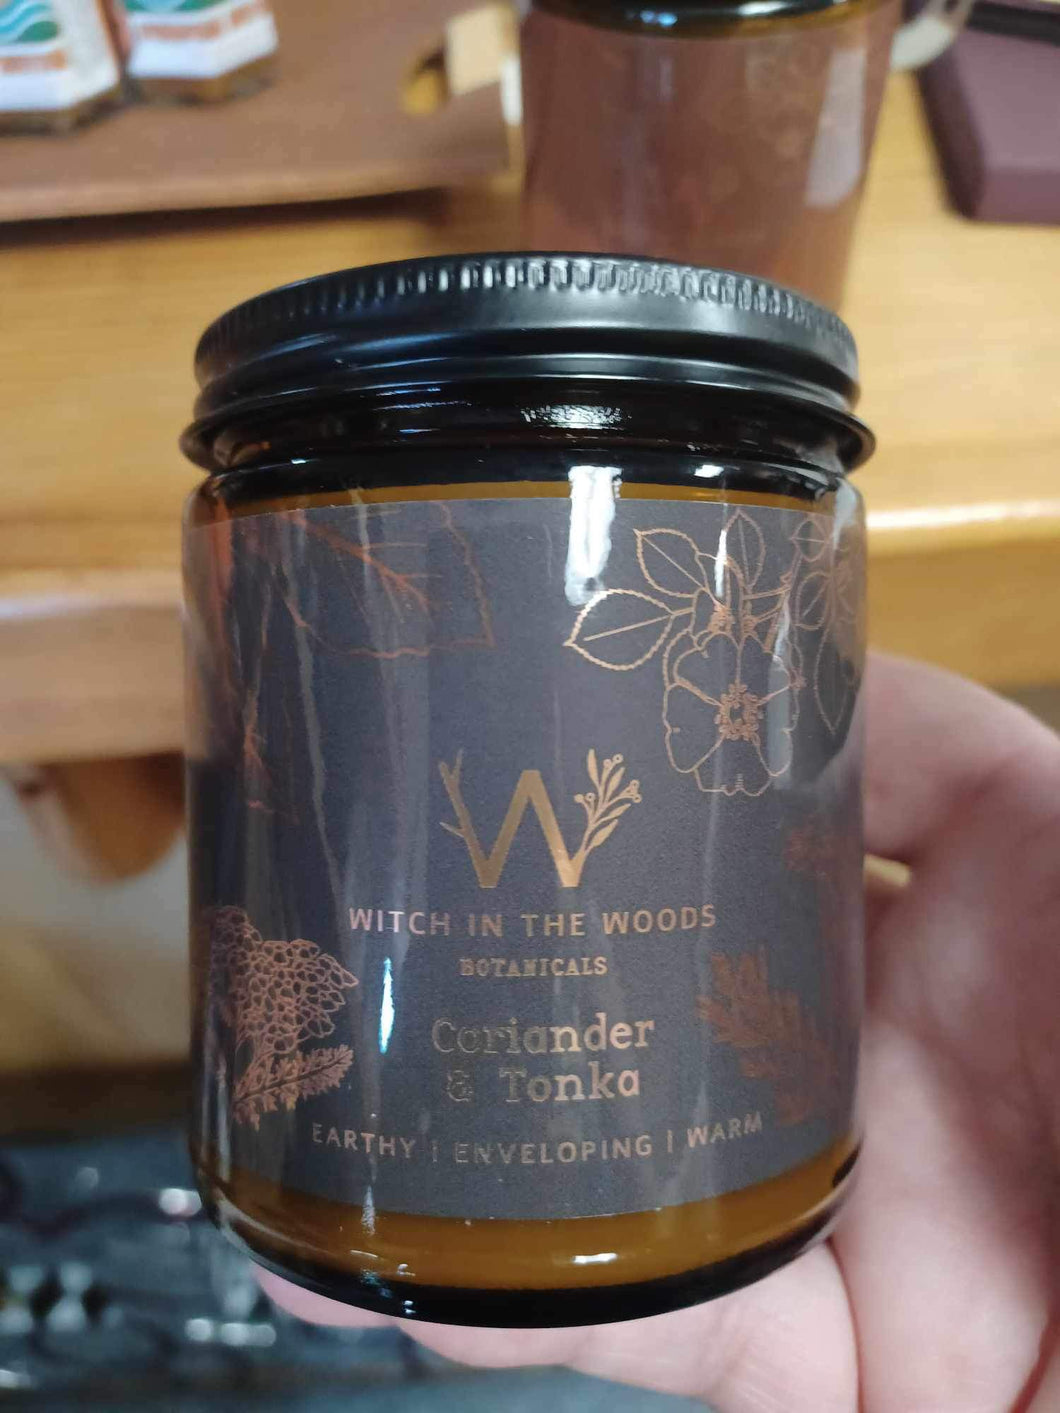 W
WITCH IN THE WOODS
BOTANICALS
Coriander
& Tonka
EARTHY | ENVELOPING | WARM